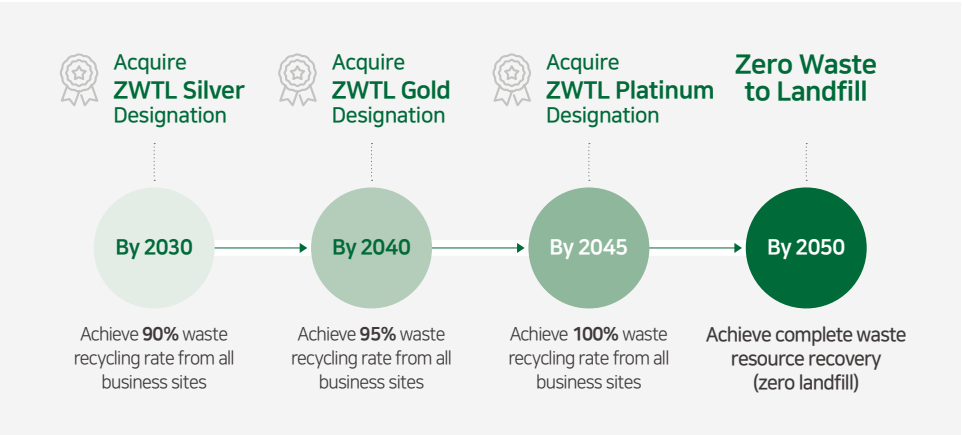 Acquire
ZWTL Silver
Designation
Acquire
ZWTL Gold
Designation
Acquire
ZWTL Platinum
Designation
Zero Waste
to Landfill
By 2030
By 2040
By 2045
By 2050
Achieve 90% waste
recycling rate from all
business sites
Achieve 95% waste
recycling rate from all
business sites
Achieve 100% waste
recycling rate from all
business sites
Achieve complete waste
resource recovery
(zero landfill)